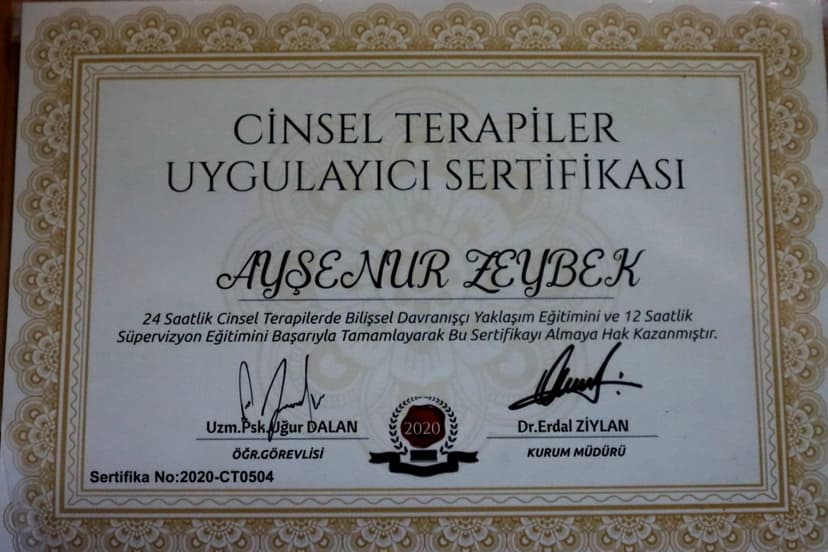 CİNSEL TERAPİLER
UYGULAYICI SERTİFİKASI
AYŞENUR ZEYBEK
24 Saatlik Cinsel Terapilerde Bilişsel Davranışçı Yaklaşım Eğitimini ve 12 Saatlik
Süpervizyon Eğitimini Başarıyla Tamamlayarak Bu Sertifikayı Almaya Hak Kazanmıştır.
Uzm.Psk.Uğur DALAN
ÖĞR.GÖREVLİSİ
2020
Dr.Erdal ZİYLAN
KURUM MÜDÜRÜ
Sertifika No:2020-CT0504